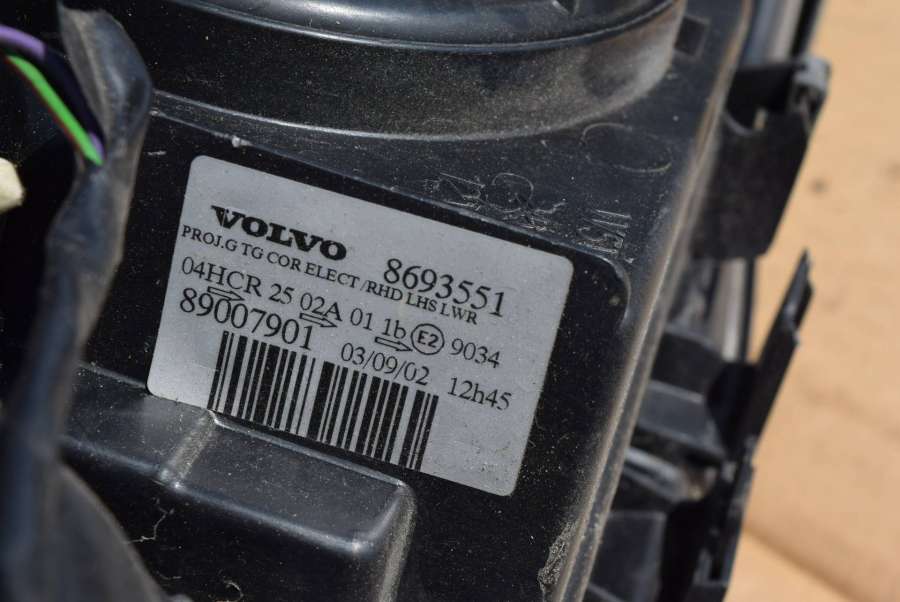 VOLVO 8693551
PROJ.G TG COR ELECT /RHD LHS LWR
04HCR 25 02A 01 1b E2 9034
89007901 03/09/02 12h45